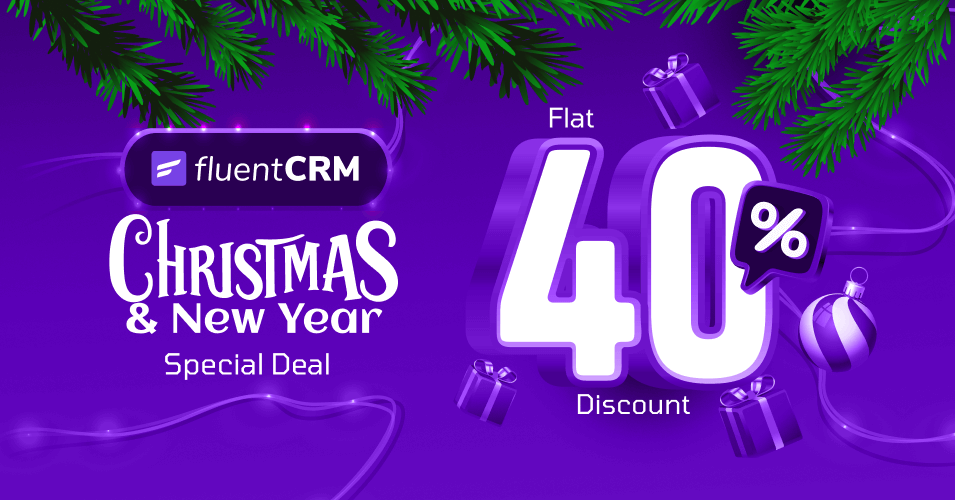 fluentCRM
Christmas
& New Year
Special Deal
Flat
40%
Discount